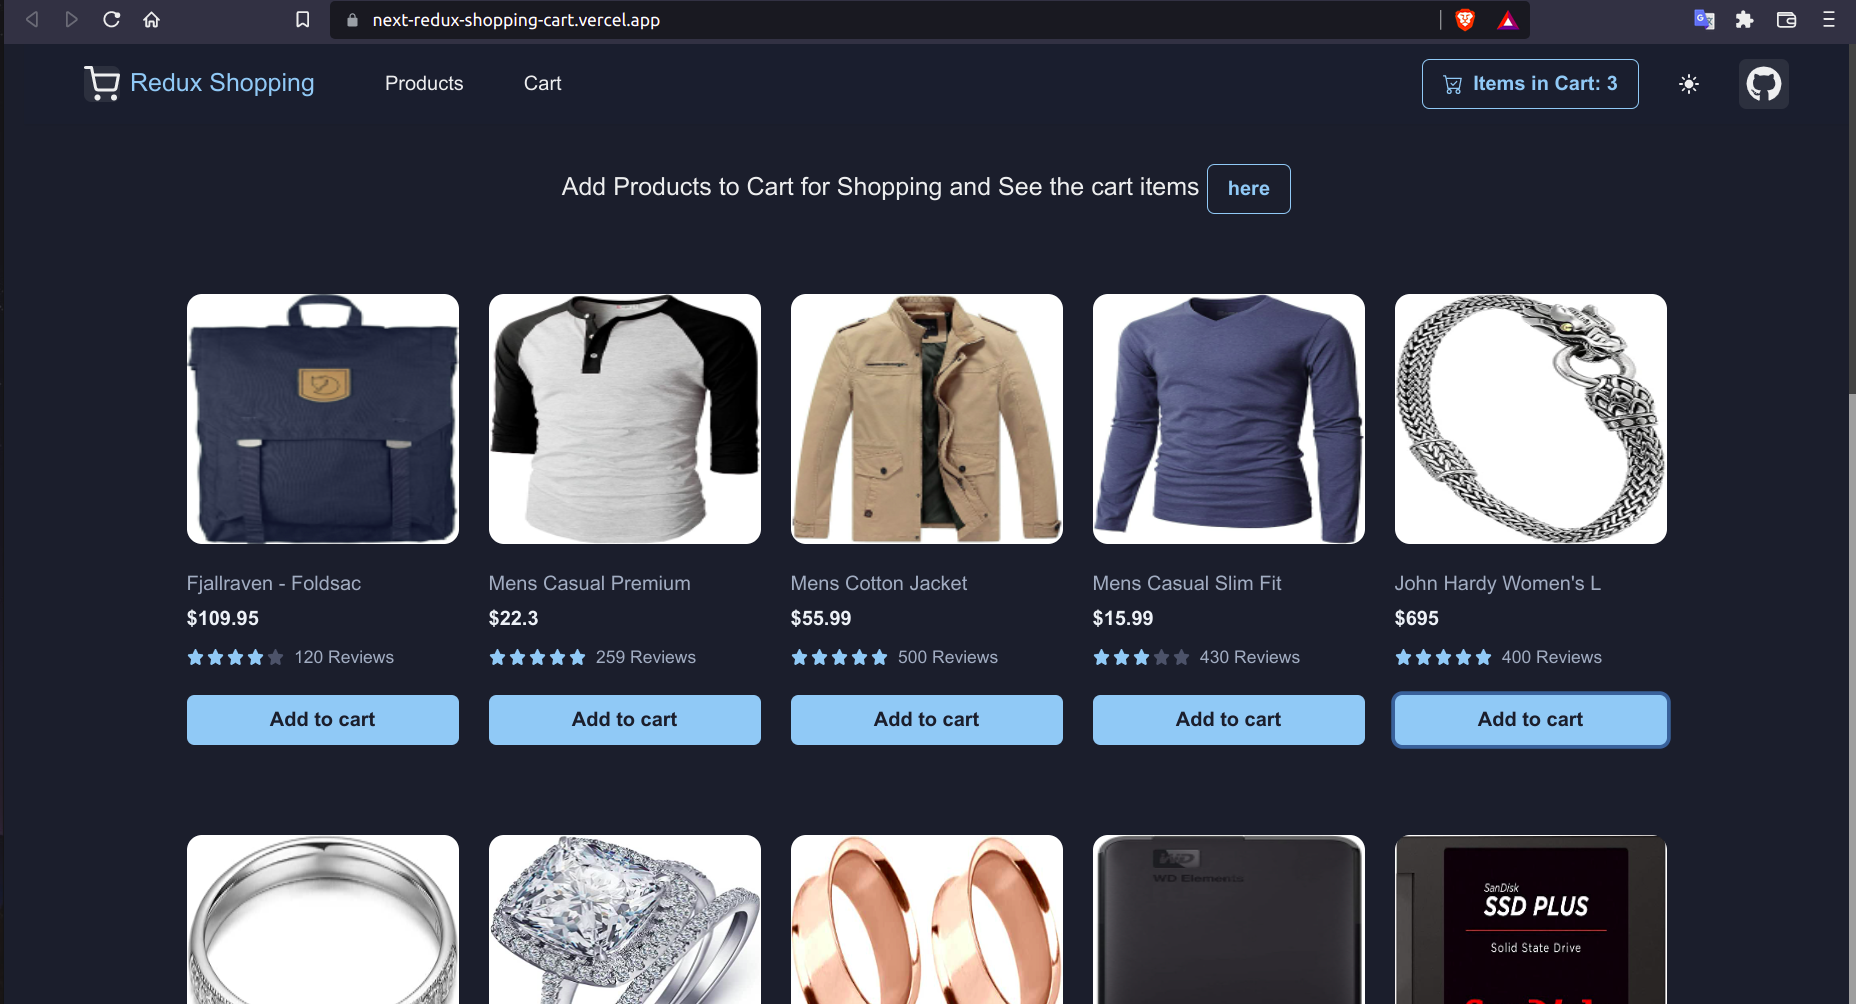 next-redux-shopping-cart.vercel.app
Redux Shopping
Products
Cart
Items in Cart: 3
Add Products to Cart for Shopping and See the cart items
here
Fjallraven - Foldsac
$109.95
120 Reviews
Add to cart
Mens Casual Premium
$22.3
259 Reviews
Add to cart
Mens Cotton Jacket
$55.99
500 Reviews
Add to cart
Mens Casual Slim Fit
$15.99
430 Reviews
Add to cart
John Hardy Women's L
$695
400 Reviews
Add to cart
WD
WD Elements
SanDisk
SSD PLUS
Solid State Drive
SanDisk